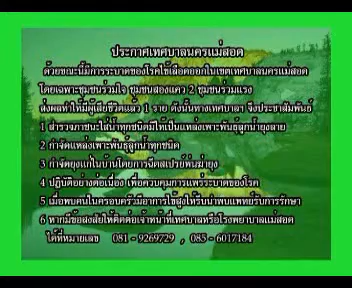 ประกาศเทศบาลนครแม่สอด
ด้วยขณะนี้มีการระบาดของโรคไข้เลือดออกในเขตเทศบาลนครแม่สอด
โดยเฉพาะชุมชนร่วมใจ ชุมชนสองแคว 2 ชุมชนร่วมแรง
ส่งผลทำให้มีผู้เสียชีวิตแล้ว 1 ราย ดังนั้นทางเทศบาลฯ จึงประชาสัมพันธ์
1 สำรวจภาชนะใส่น้ำทุกชนิดมิให้เป็นแหล่งเพาะพันธุ์ลูกน้ำยุงลาย
2 กำจัดแหล่งเพาะพันธุ์ลูกน้ำทุกชนิด
3 กำจัดยุงแก่ในบ้านโดยการฉีดสเปรย์พ่นฆ่ายุง
4 ปฏิบัติอย่างต่อเนื่อง เพื่อควบคุมการแพร่ระบาดของโรค
5 เมื่อพบคนในครอบครัวมีอาการไข้สูงให้รีบนำพบแพทย์รับการรักษา
6 หากมีข้อสงสัยให้ติดต่อเจ้าหน้าที่เทศบาลหรือโรงพยาบาลแม่สอด
ได้ที่หมายเลข 081 - 9269729 , 085 - 6017184